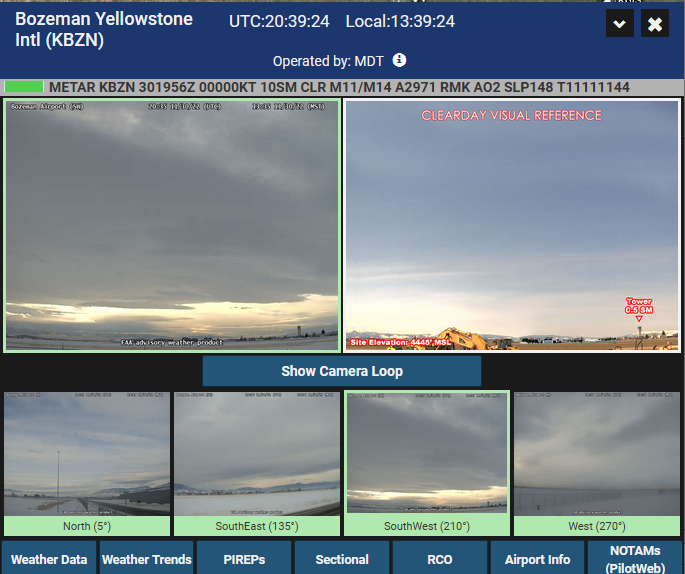 Bozeman Yellowstone
Intl (KBZN)
UTC:20:39:24 Local:13:39:24
Operated by: MDT
METAR KBZN 301956Z 00000KT 10SM CLR M11/M14 A2971 RMK AO2 SLP148 T11111144
Bozeman Airport (SW) 20:35 11/30/22 (UTC) 13:35 11/30/22 (MST)
FAA advisory weather product
CLEARDAY VISUAL REFERENCE
Tower
0.5 SM
Site Elevation: 4445' MSL
Show Camera Loop
North (5°)
SouthEast (135°)
SouthWest (210°)
West (270°)
Weather Data
Weather Trends
PIREPs
Sectional
RCO
Airport Info
NOTAMs
(PilotWeb)